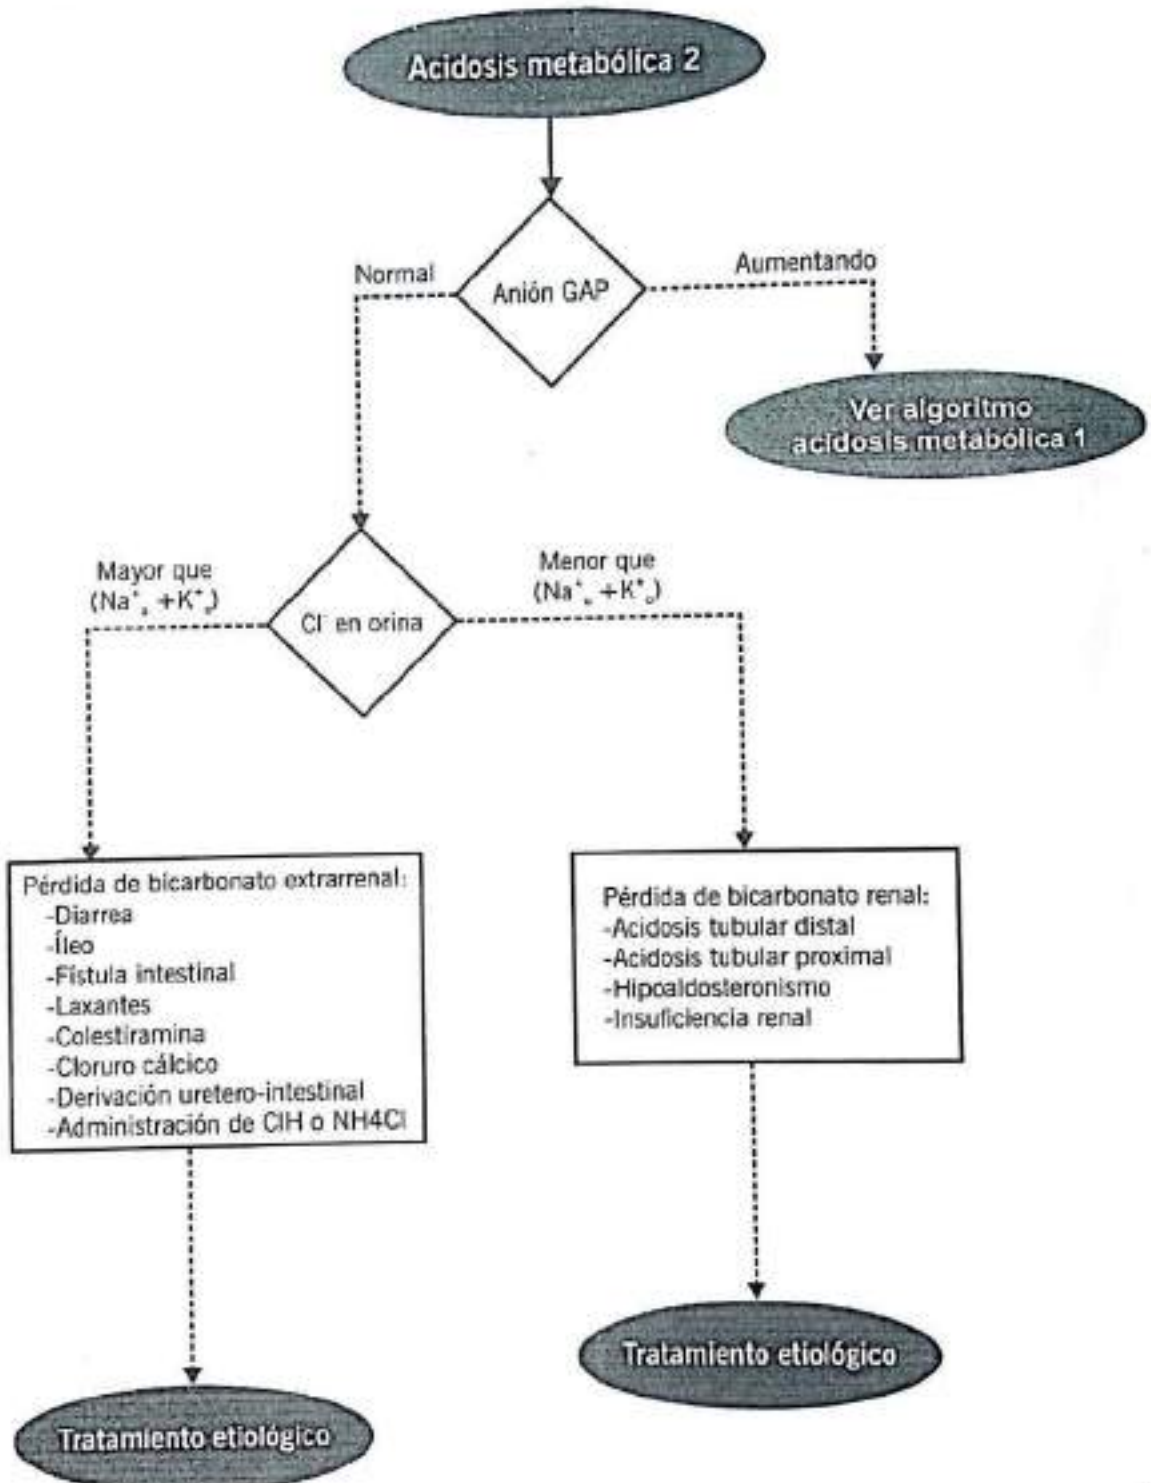 Acidosis metabólica 2
Normal
Anión GAP
Aumentando
Ver algoritmo
acidosis metabólica 1
Mayor que
(Na⁺ₒ +K⁺ₒ)
Cl⁻ en orina
Menor que
(Na⁺ₒ +K⁺ₒ)
Pérdida de bicarbonato extrarrenal:
-Diarrea
-Íleo
-Fístula intestinal
-Laxantes
-Colestiramina
-Cloruro cálcico
-Derivación uretero-intestinal
-Administración de ClH o NH4Cl
Pérdida de bicarbonato renal:
-Acidosis tubular distal
-Acidosis tubular proximal
-Hipoaldosteronismo
-Insuficiencia renal
Tratamiento etiológico
Tratamiento etiológico